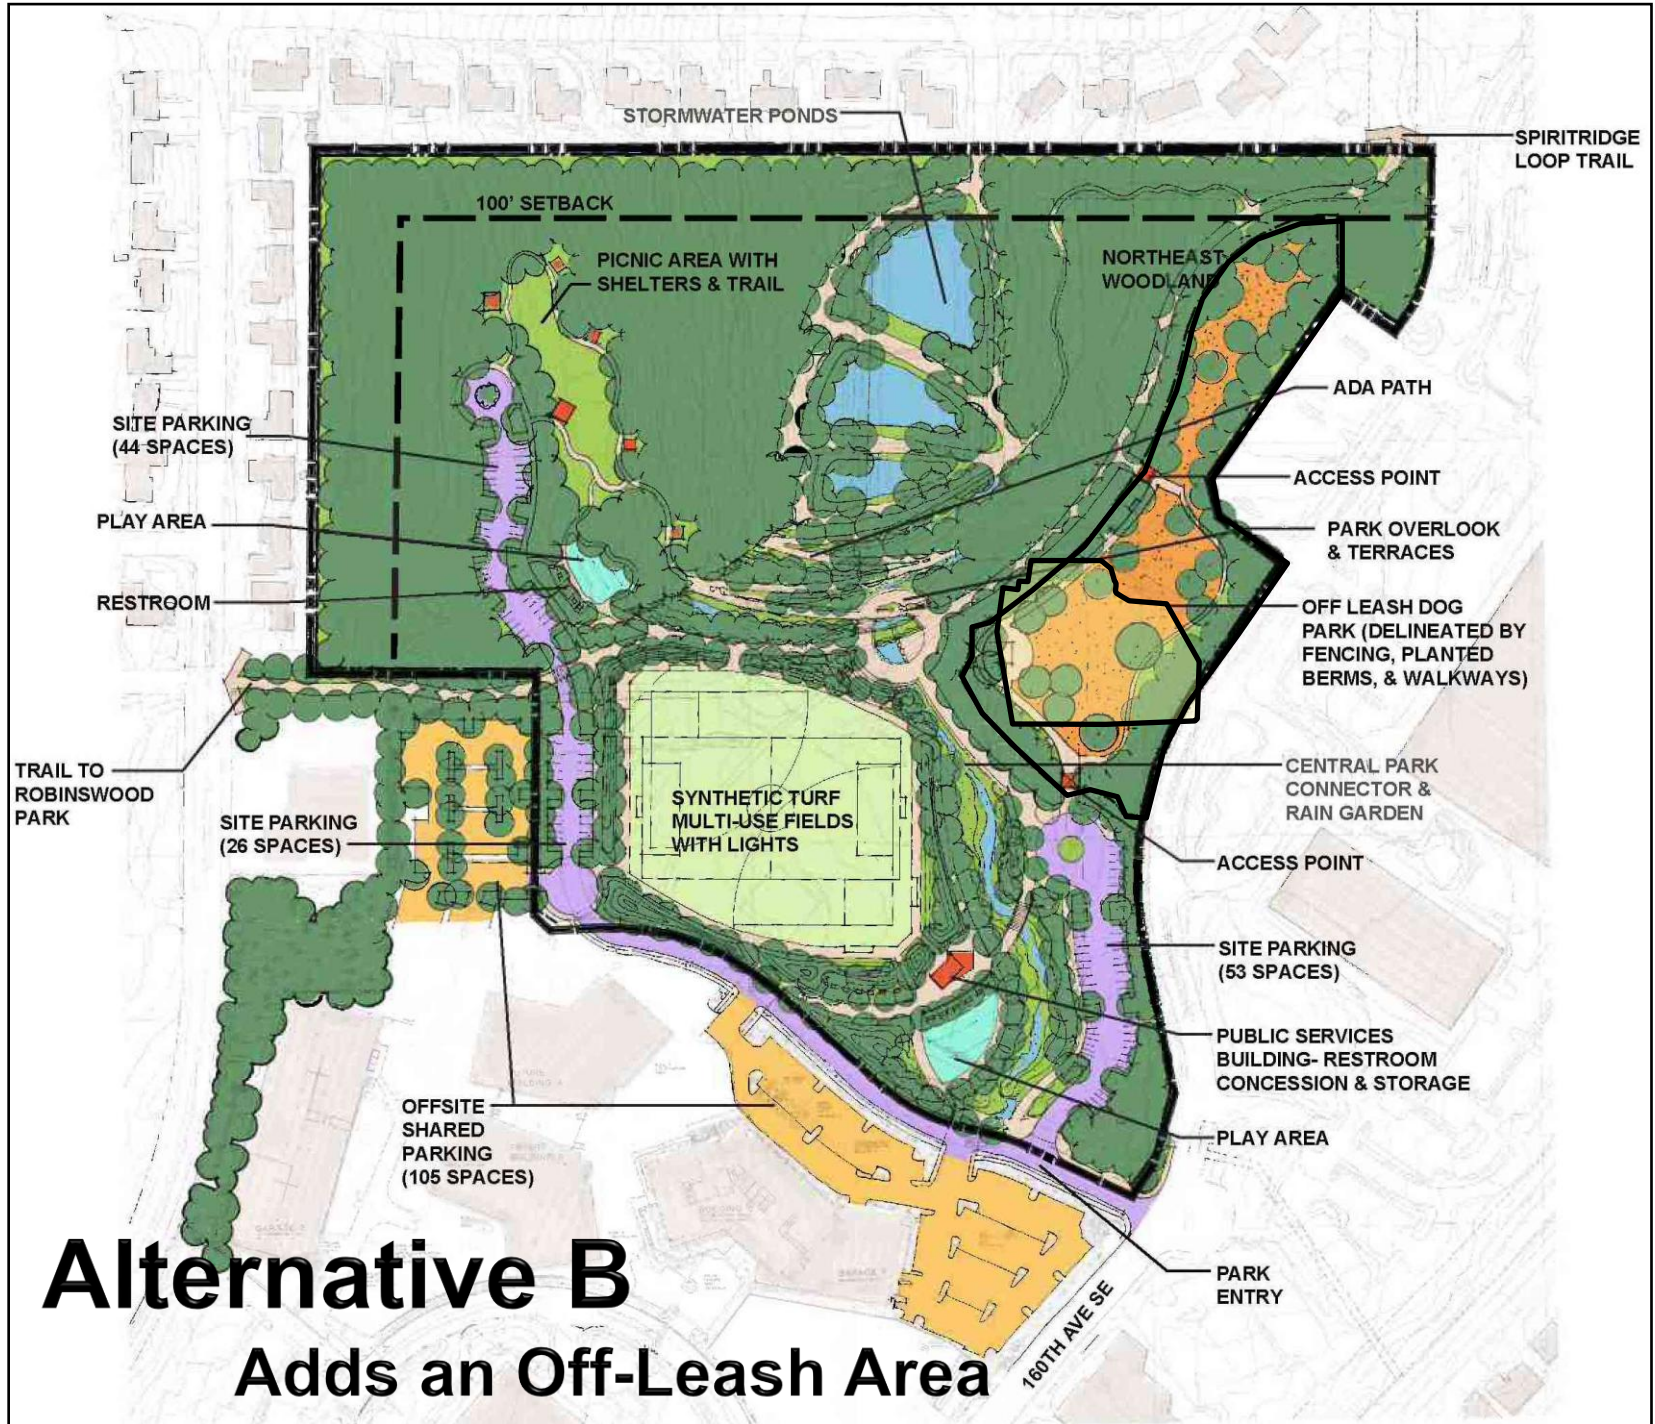 STORMWATER PONDS
SPIRITRIDGE
LOOP TRAIL
100' SETBACK
PICNIC AREA WITH
SHELTERS & TRAIL
NORTHEAST
WOODLAND
ADA PATH
SITE PARKING
(44 SPACES)
ACCESS POINT
PLAY AREA
PARK OVERLOOK
& TERRACES
RESTROOM
OFF LEASH DOG
PARK (DELINEATED BY
FENCING, PLANTED
BERMS, & WALKWAYS)
TRAIL TO
ROBINSWOOD
PARK
CENTRAL PARK
CONNECTOR &
RAIN GARDEN
SYNTHETIC TURF
MULTI-USE FIELDS
WITH LIGHTS
SITE PARKING
(26 SPACES)
ACCESS POINT
SITE PARKING
(53 SPACES)
PUBLIC SERVICES
BUILDING- RESTROOM
CONCESSION & STORAGE
OFFSITE
SHARED
PARKING
(105 SPACES)
PLAY AREA
PARK
ENTRY
160TH AVE SE
Alternative B
Adds an Off-Leash Area